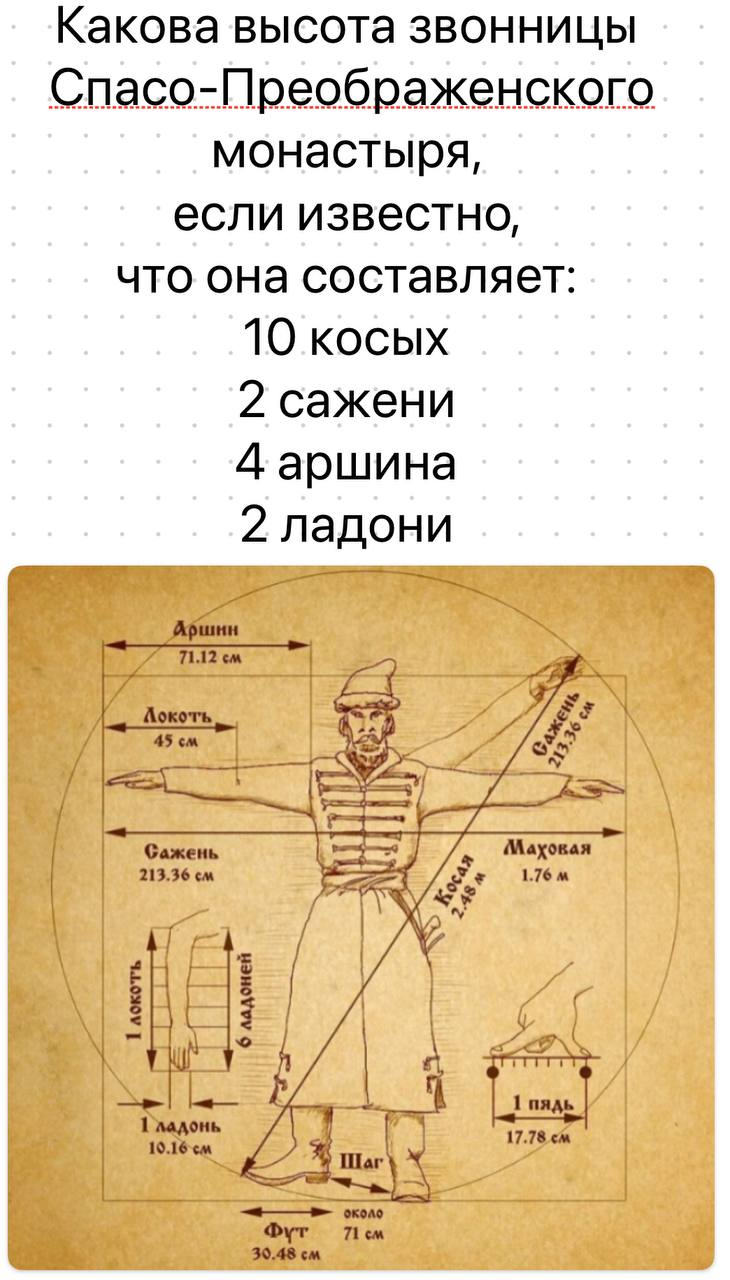 Какова высота звонницы
Спасо-Преображенского
монастыря,
если известно,
что она составляет:
10 косых
2 сажени
4 аршина
2 ладони
Аршин
71.12 см
Локоть
45 см
Сажень
213.36 см
Сажень
213.36 см
Маховая
1.76 м
Косая
2.48 м
1 локоть
6 ладоней
1 ладонь
10.16 см
1 пядь
17.78 см
Шаг
около
71 см
Фут
30.48 см